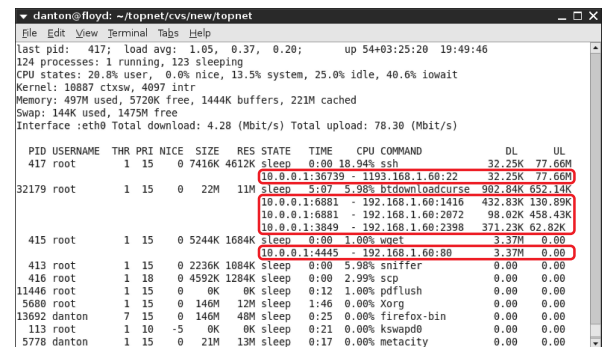 danton@floyd: ~/topnet/cvs/new/topnet
File Edit View Terminal Tabs Help
last pid: 417; load avg: 1.05, 0.37, 0.20; up 54+03:25:20 19:49:46
124 processes: 1 running, 123 sleeping
CPU states: 20.8% user, 0.0% nice, 13.5% system, 25.0% idle, 40.6% iowait
Kernel: 10887 ctxsw, 4097 intr
Memory: 497M used, 5720K free, 1444K buffers, 221M cached
Swap: 144K used, 1475M free
Interface :eth0 Total download: 4.28 (Mbit/s) Total upload: 78.30 (Mbit/s)
PID USERNAME THR PRI NICE SIZE RES STATE TIME CPU COMMAND DL UL
417 root 1 15 0 7416K 4612K sleep 0:00 18.94% ssh 32.25K 77.66M
10.0.0.1:36739 - 1193.168.1.60:22 32.25K 77.66M
32179 root 1 15 0 22M 11M sleep 5:07 5.98% btdownloadcurse 902.84K 652.14K
10.0.0.1:6881 - 192.168.1.60:1416 432.83K 130.89K
10.0.0.1:6881 - 192.168.1.60:2072 98.02K 458.43K
10.0.0.1:3849 - 192.168.1.60:2398 371.23K 62.82K
415 root 1 15 0 5244K 1684K sleep 0:00 1.00% wget 3.37M 0.00
10.0.0.1:4445 - 192.168.1.60:80 3.37M 0.00
413 root 1 15 0 2236K 1084K sleep 0:00 5.98% sniffer 0.00 0.00
416 root 1 18 0 4592K 1284K sleep 0:00 2.99% scp 0.00 0.00
11446 root 1 15 0 0K 0K sleep 0:12 1.00% pdflush 0.00 0.00
5680 root 1 15 0 146M 12M sleep 1:46 0.00% Xorg 0.00 0.00
13692 danton 7 15 0 146M 48M sleep 0:25 0.00% firefox-bin 0.00 0.00
113 root 1 10 -5 0K 0K sleep 0:21 0.00% kswapd0 0.00 0.00
5778 danton 1 15 0 21M 13M sleep 0:17 0.00% metacity 0.00 0.00